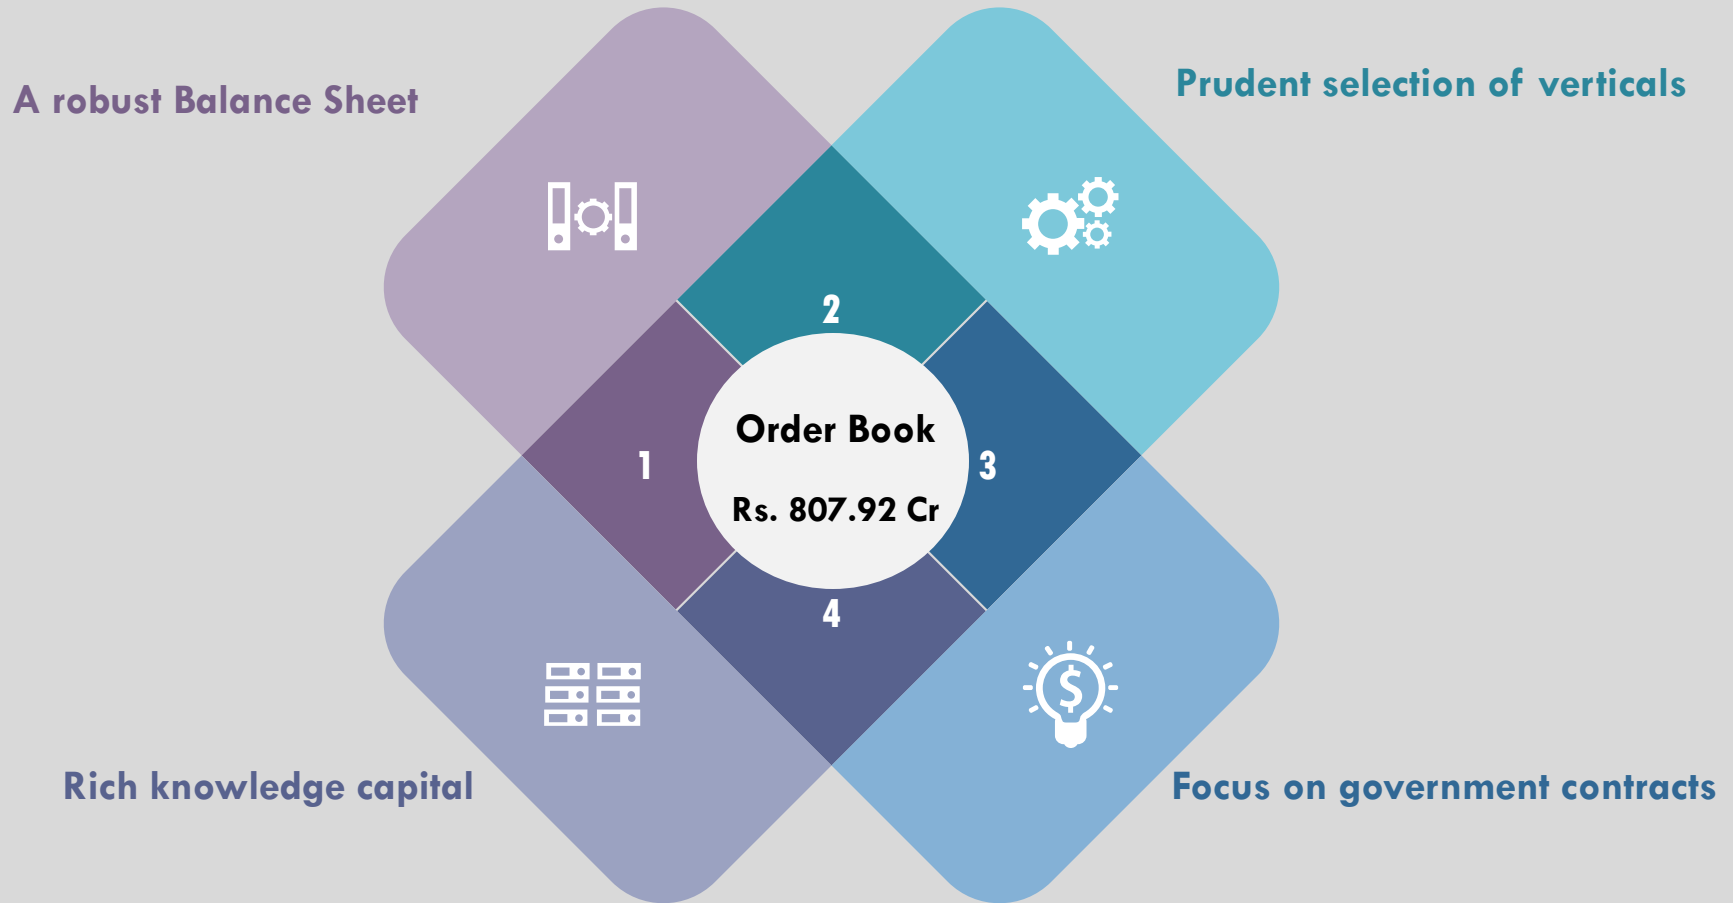 A robust Balance Sheet
Prudent selection of verticals
2
Order Book
1
3
Rs. 807.92 Cr
4
$
Rich knowledge capital
Focus on government contracts